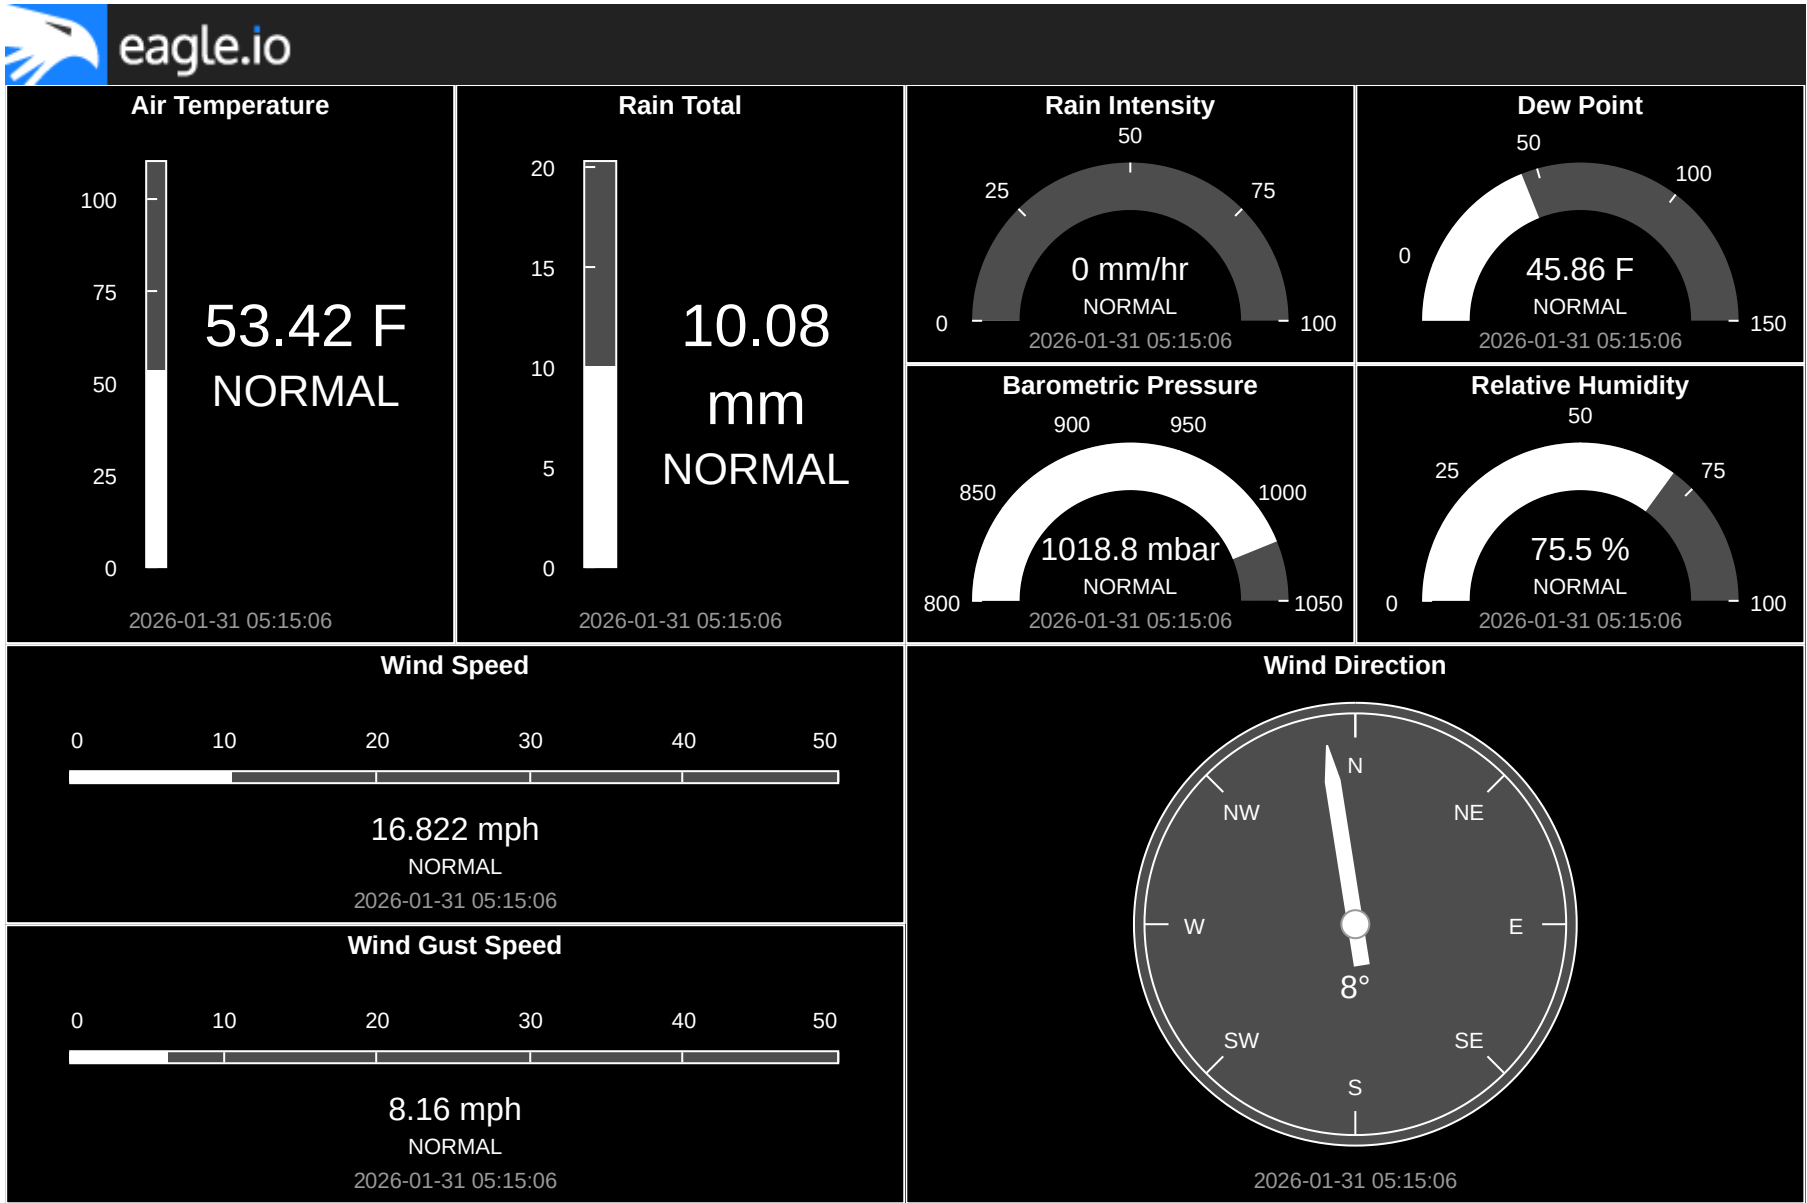 eagle.io
Air Temperature
100
75
50
25
0
53.42 F
NORMAL
2026-01-31 05:15:06
Rain Total
20
15
10
5
0
10.08
mm
NORMAL
2026-01-31 05:15:06
Rain Intensity
0
25
50
75
100
0 mm/hr
NORMAL
2026-01-31 05:15:06
Dew Point
0
50
100
150
45.86 F
NORMAL
2026-01-31 05:15:06
Barometric Pressure
800
850
900
950
1000
1050
1018.8 mbar
NORMAL
2026-01-31 05:15:06
Relative Humidity
0
25
50
75
100
75.5 %
NORMAL
2026-01-31 05:15:06
Wind Speed
0 10 20 30 40 50
16.822 mph
NORMAL
2026-01-31 05:15:06
Wind Gust Speed
0 10 20 30 40 50
8.16 mph
NORMAL
2026-01-31 05:15:06
Wind Direction
N
NW NE
W E
8°
SW SE
S
2026-01-31 05:15:06